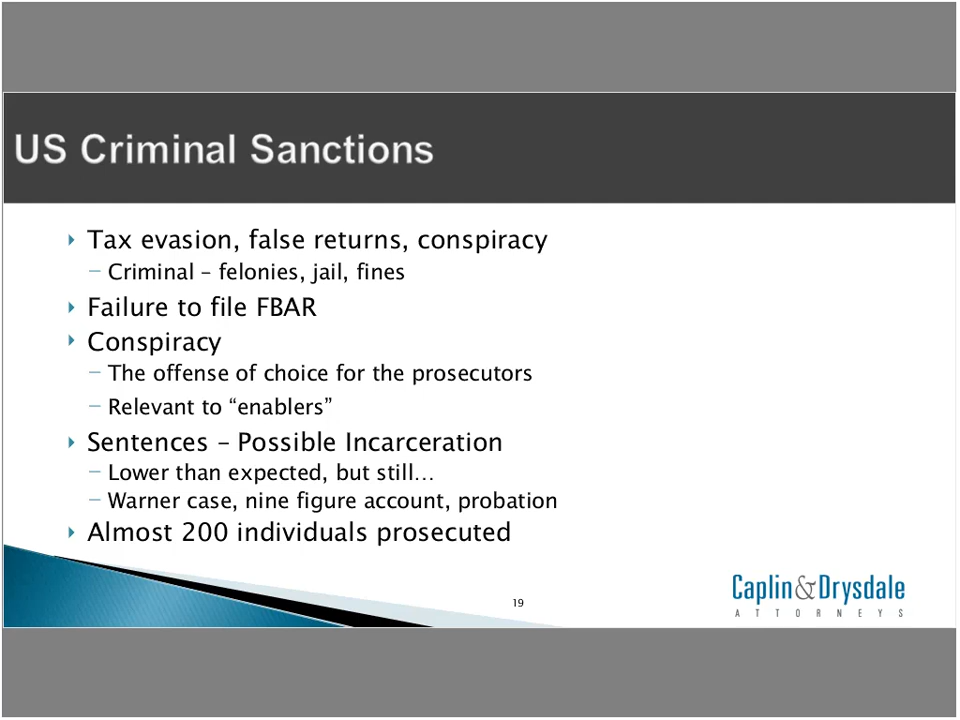 US Criminal Sanctions
Tax evasion, false returns, conspiracy
– Criminal – felonies, jail, fines
Failure to file FBAR
Conspiracy
– The offense of choice for the prosecutors
– Relevant to “enablers”
Sentences – Possible Incarceration
– Lower than expected, but still…
– Warner case, nine figure account, probation
Almost 200 individuals prosecuted
19
Caplin&Drysdale
ATTORNEYS